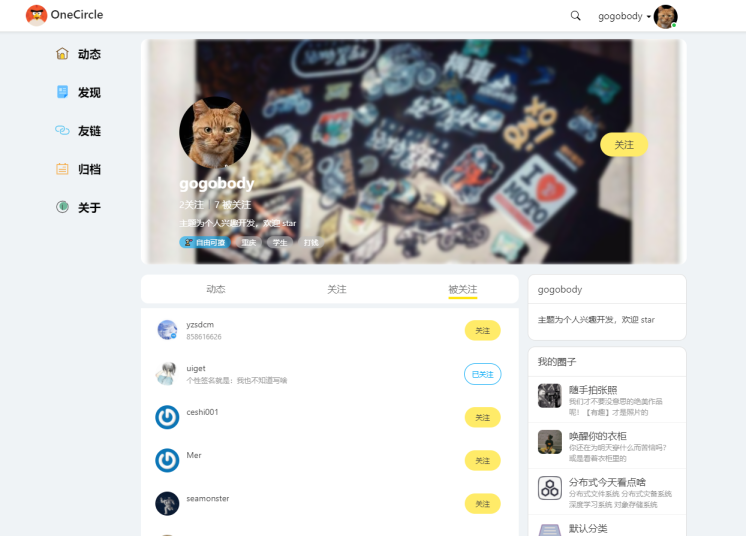 OneCircle
gogobody
动态
发现
友链
归档
关于
关注
gogobody
2关注 7 被关注
主题为个人兴趣开发，欢迎 star
自由可撒 重庆 学生 打钱
动态 关注 被关注
yzsdcm
858616626
关注
uiget
个性签名就是：我也不知道写啥
已关注
ceshi001
关注
Mer
关注
seamonster
关注
gogobody
主题为个人兴趣开发，欢迎 star
我的圈子
随手拍张照
我们才不要没意思的绝美作品
呢！【有趣】才是照片的
唤醒你的衣柜
你还在为明天穿什么而苦恼吗？
或是看着衣柜里的
分布式今天看点啥
分布式文件系统 分布式灾备系统
深度学习系统 对象存储系统
默认分类